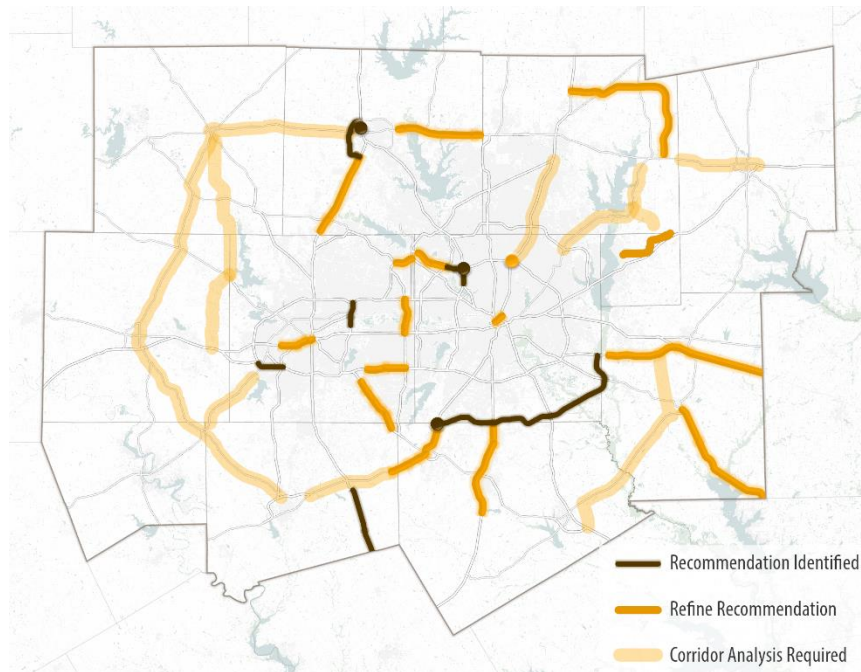 Recommendation Identified
Refine Recommendation
Corridor Analysis Required